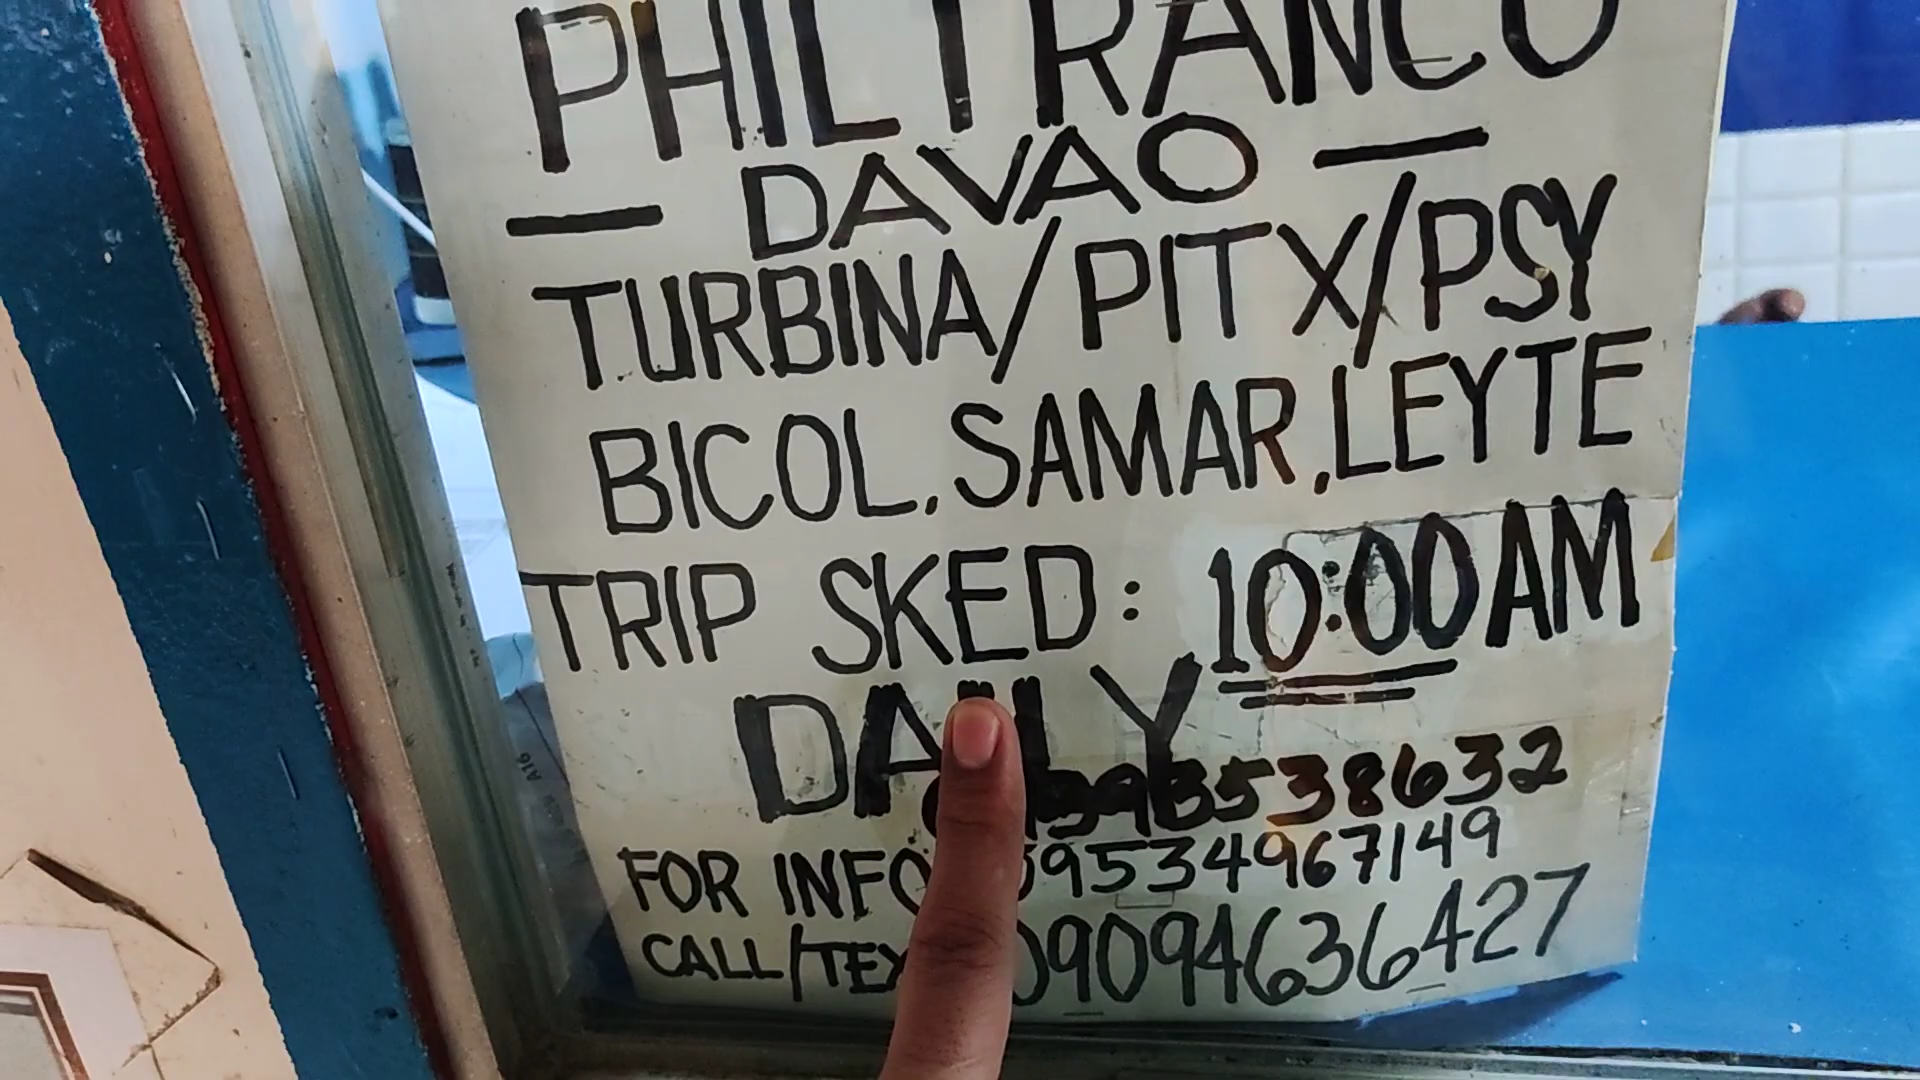 PHILTRANCO
— DAVAO —
TURBINA/PITX/PSY
BICOL, SAMAR, LEYTE
TRIP SKED: 10:00AM
DAILY
FOR INFO 09534967149
CALL/TEXT 09094636427